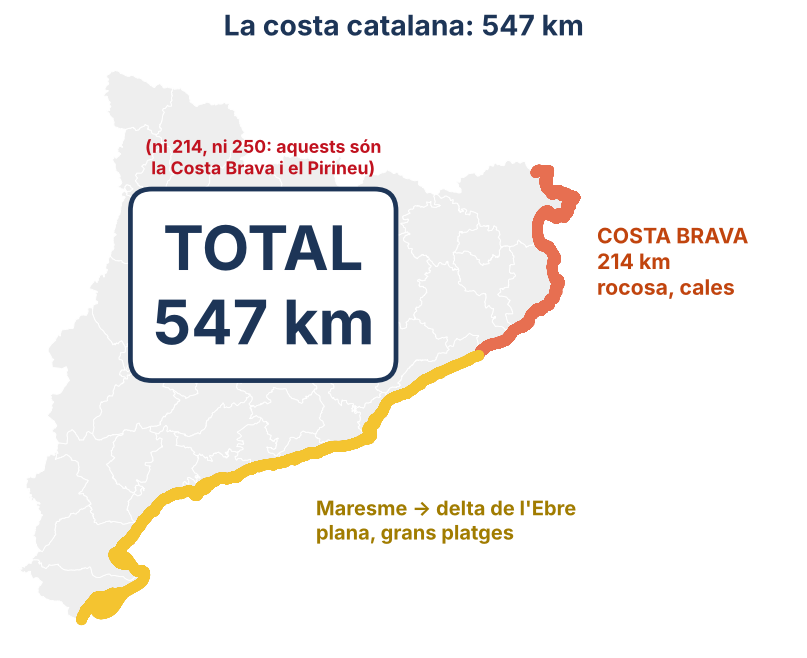 La costa catalana: 547 km
(ni 214, ni 250: aquests són
la Costa Brava i el Pirineu)
TOTAL
547 km
COSTA BRAVA
214 km
rocosa, cales
Maresme → delta de l'Ebre
plana, grans platges